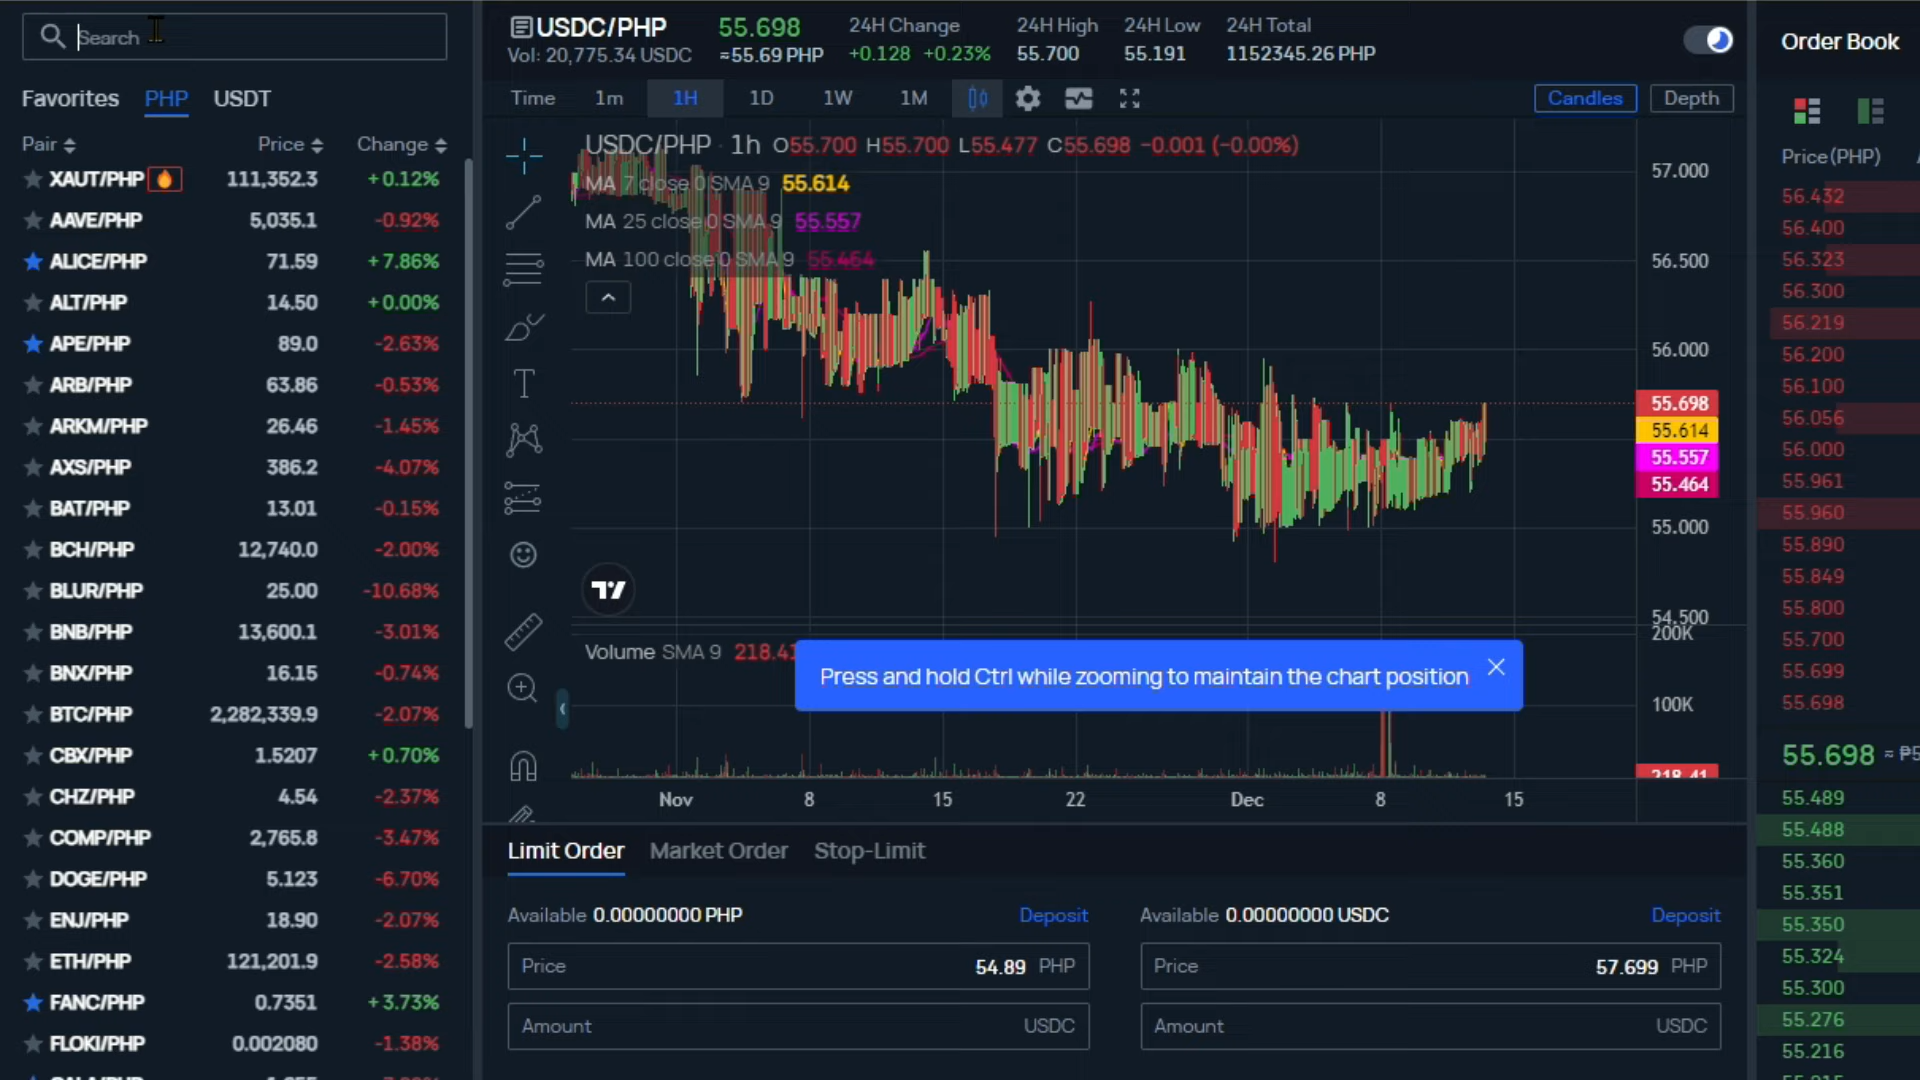 Search
Favorites PHP USDT
Pair Price Change
XAUT/PHP 111,352.3 +0.12%
AAVE/PHP 5,035.1 -0.92%
ALICE/PHP 71.59 +7.86%
ALT/PHP 14.50 +0.00%
APE/PHP 89.0 -2.63%
ARB/PHP 63.86 -0.53%
ARKM/PHP 26.46 -1.45%
AXS/PHP 386.2 -4.07%
BAT/PHP 13.01 -0.15%
BCH/PHP 12,740.0 -2.00%
BLUR/PHP 25.00 -10.68%
BNB/PHP 13,600.1 -3.01%
BNX/PHP 16.15 -0.74%
BTC/PHP 2,282,339.9 -2.07%
CBX/PHP 1.5207 +0.70%
CHZ/PHP 4.54 -2.37%
COMP/PHP 2,765.8 -3.47%
DOGE/PHP 5.123 -6.70%
ENJ/PHP 18.90 -2.07%
ETH/PHP 121,201.9 -2.58%
FANC/PHP 0.7351 +3.73%
FLOKI/PHP 0.002080 -1.38%
USDC/PHP 55.698 24H Change 24H High 24H Low 24H Total
Vol: 20,775.34 USDC ≈55.69 PHP +0.128 +0.23% 55.700 55.191 1152345.26 PHP
Time 1m 1H 1D 1W 1M Candles Depth
USDC/PHP · 1h O55.700 H55.700 L55.477 C55.698 −0.001 (−0.00%)
MA 7 close 0 SMA 9 55.614
MA 25 close 0 SMA 9 55.557
MA 100 close 0 SMA 9 55.464
57.000
56.500
56.000
55.698
55.614
55.557
55.464
55.000
54.500
200K
Volume SMA 9 218.41
Press and hold Ctrl while zooming to maintain the chart position
100K
218.41
Nov 8 15 22 Dec 8 15
Limit Order Market Order Stop-Limit
Available 0.00000000 PHP Deposit
Price 54.89 PHP
Amount USDC
Available 0.00000000 USDC Deposit
Price 57.699 PHP
Amount USDC
Order Book
Price(PHP)
56.432
56.400
56.323
56.300
56.219
56.200
56.100
56.056
56.000
55.961
55.960
55.890
55.849
55.800
55.700
55.699
55.698
55.698 ≈ ₱5
55.489
55.488
55.360
55.351
55.350
55.324
55.300
55.276
55.216